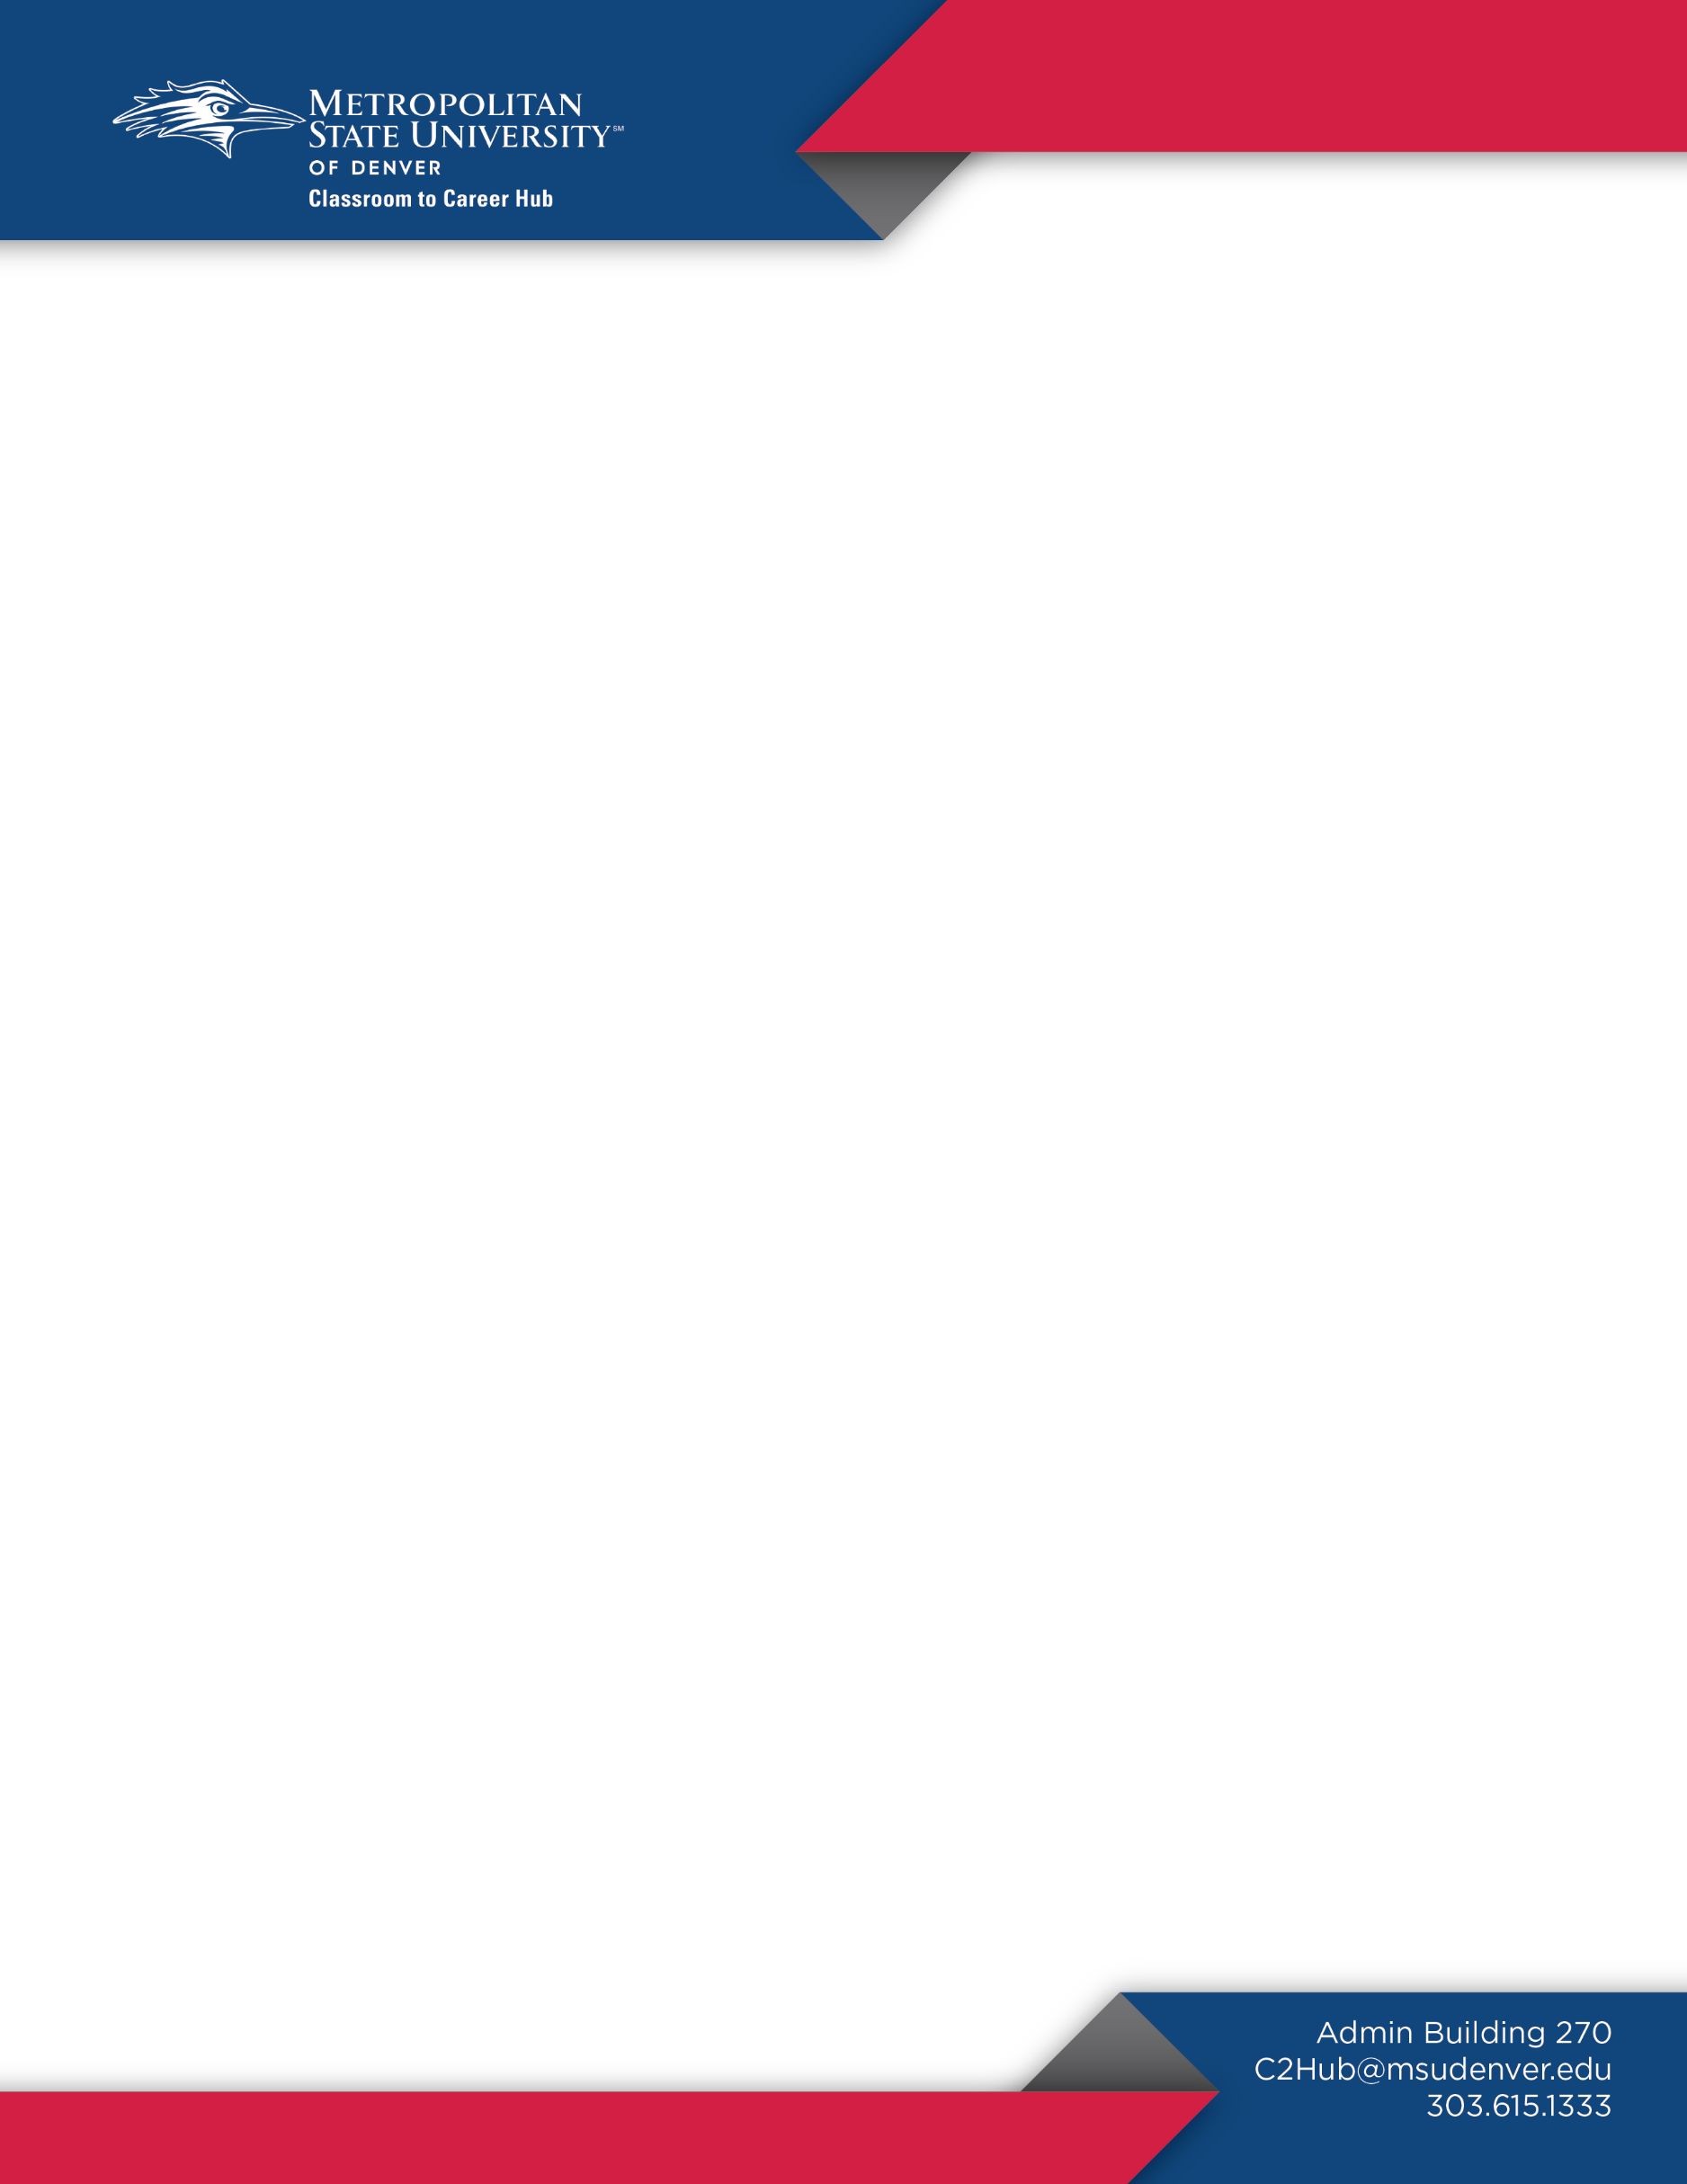 METROPOLITAN
STATE UNIVERSITY℠
OF DENVER
Classroom to Career Hub
Admin Building 270
C2Hub@msudenver.edu
303.615.1333